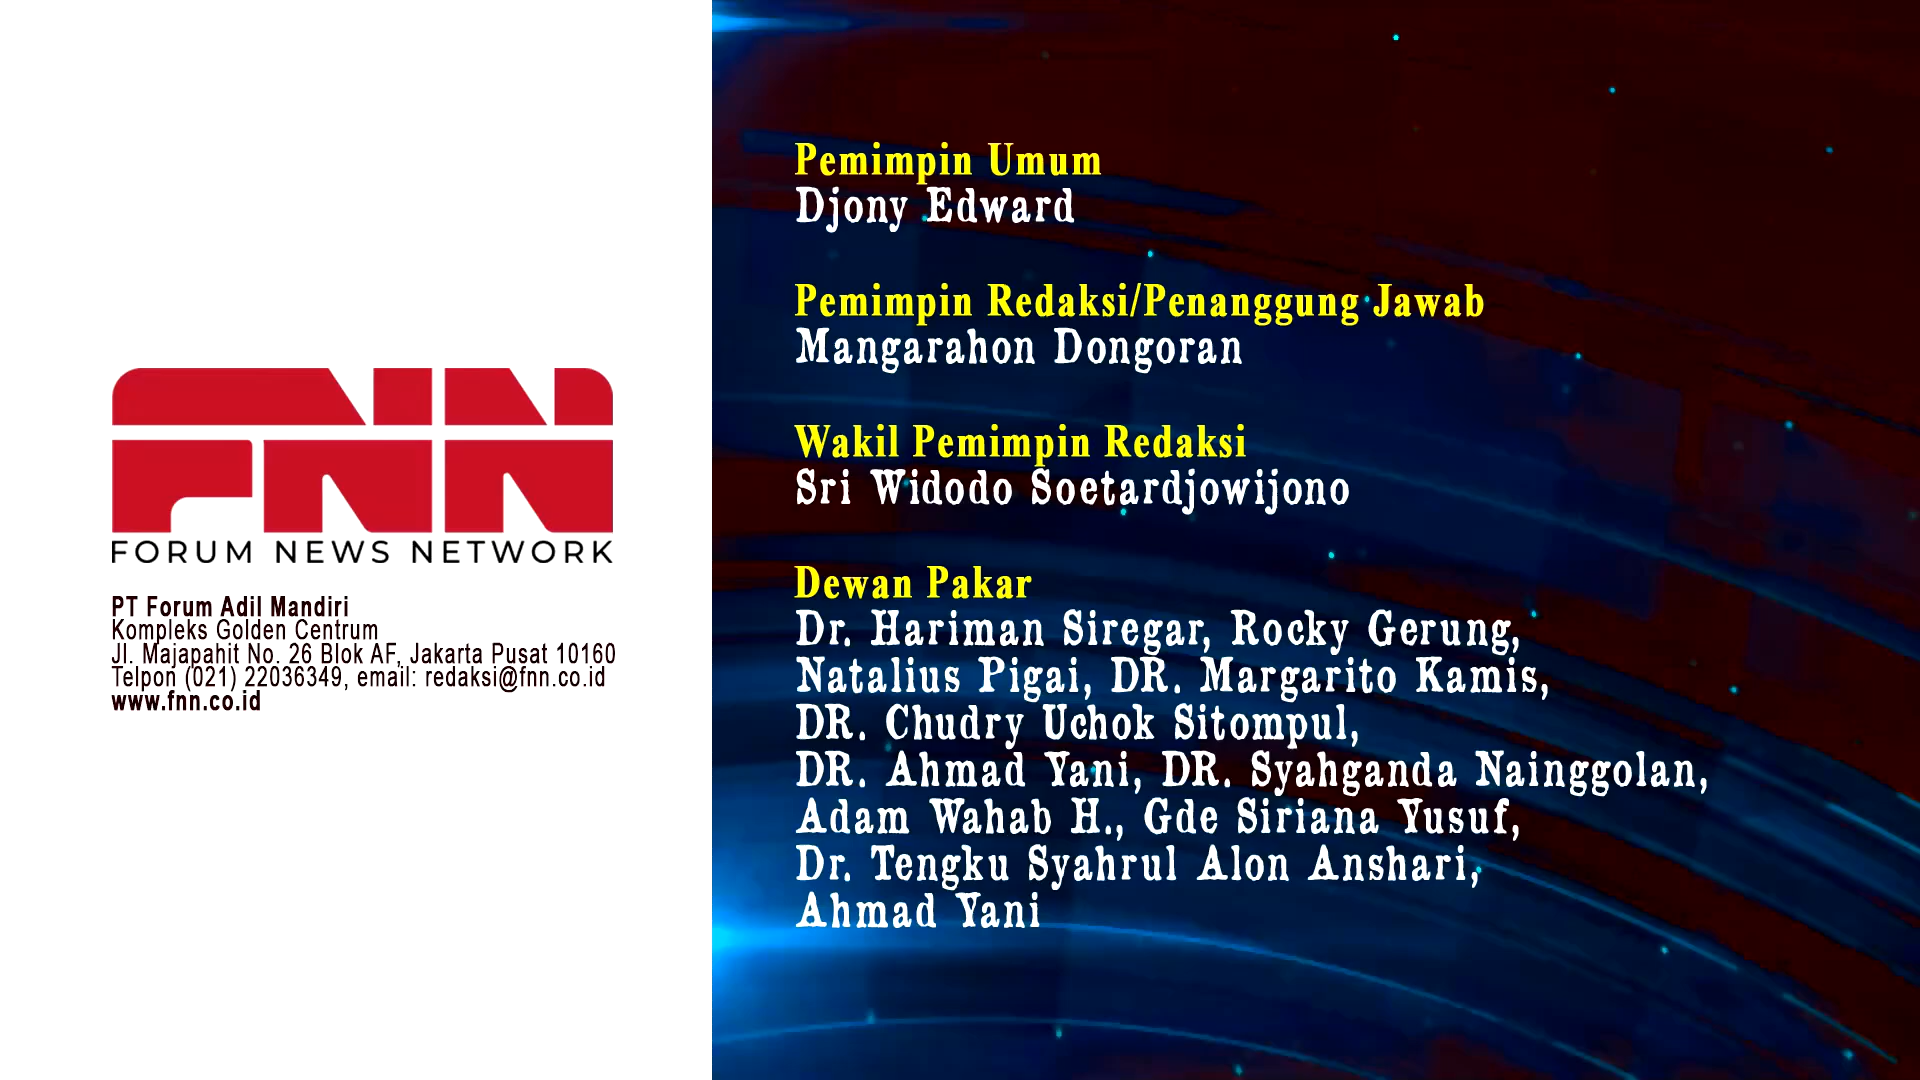 FNN
FORUM NEWS NETWORK
PT Forum Adil Mandiri
Kompleks Golden Centrum
Jl. Majapahit No. 26 Blok AF, Jakarta Pusat 10160
Telpon (021) 22036349, email: redaksi@fnn.co.id
www.fnn.co.id
Pemimpin Umum
Djony Edward
Pemimpin Redaksi/Penanggung Jawab
Mangarahon Dongoran
Wakil Pemimpin Redaksi
Sri Widodo Soetardjowijono
Dewan Pakar
Dr. Hariman Siregar, Rocky Gerung,
Natalius Pigai, DR. Margarito Kamis,
DR. Chudry Uchok Sitompul,
DR. Ahmad Yani, DR. Syahganda Nainggolan,
Adam Wahab H., Gde Siriana Yusuf,
Dr. Tengku Syahrul Alon Anshari,
Ahmad Yani